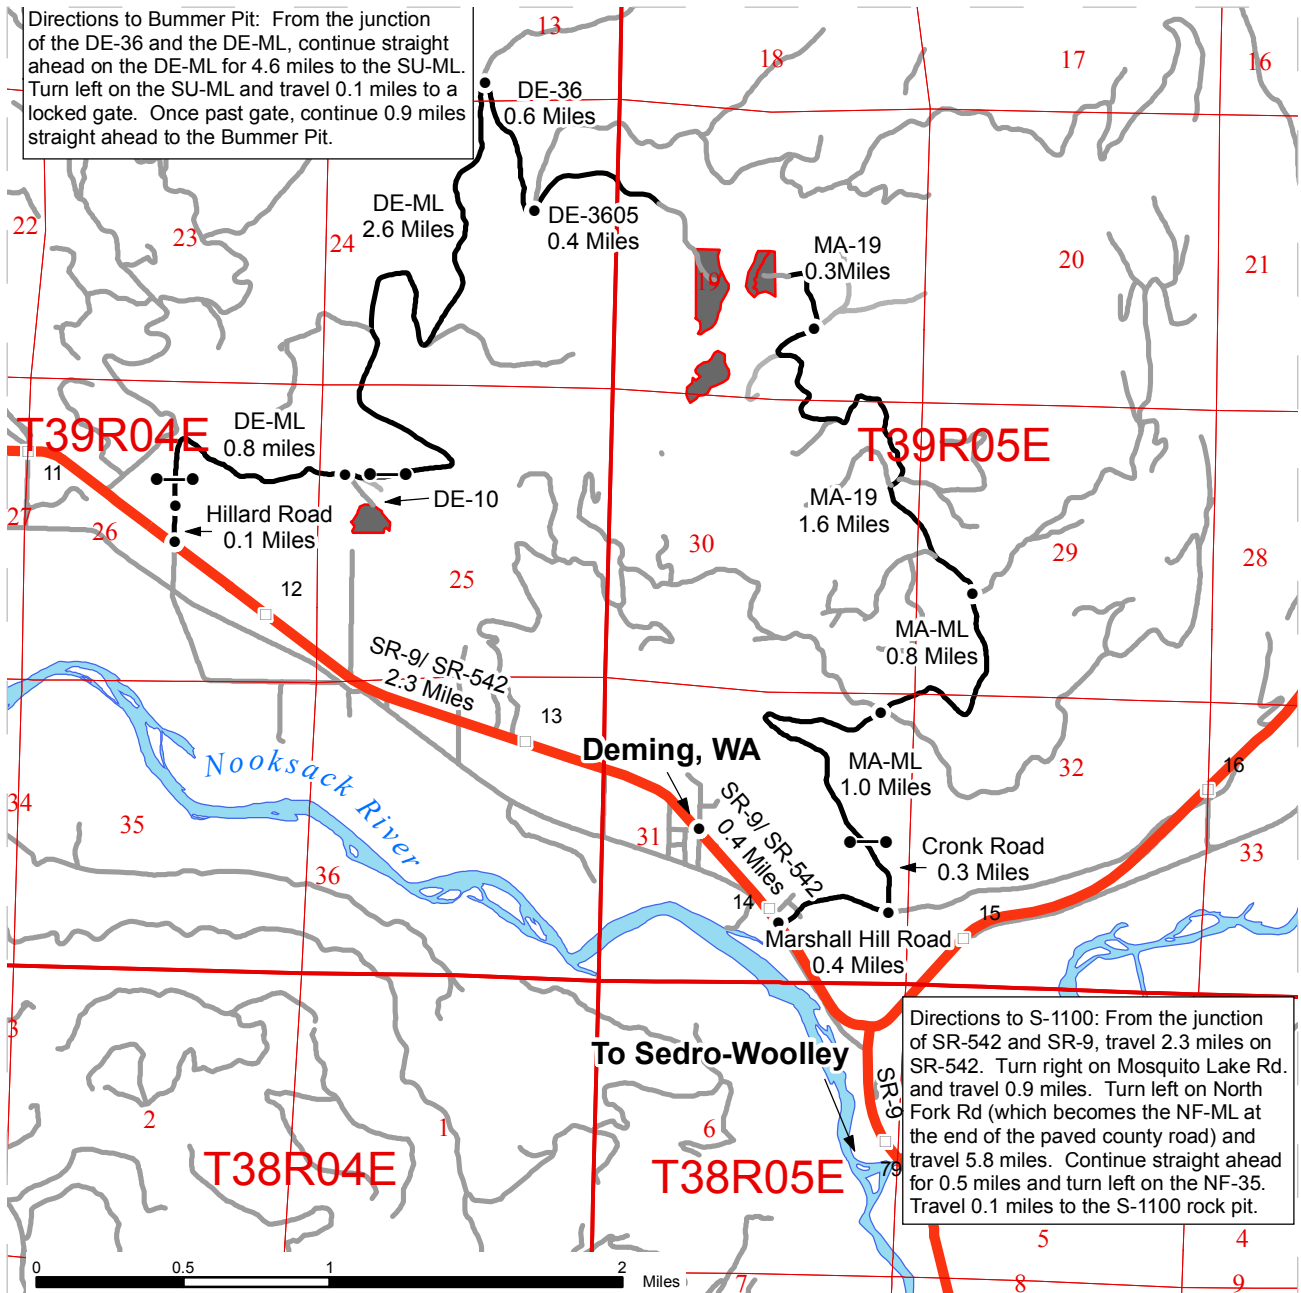 Directions to Bummer Pit: From the junction
of the DE-36 and the DE-ML, continue straight
ahead on the DE-ML for 4.6 miles to the SU-ML.
Turn left on the SU-ML and travel 0.1 miles to a
locked gate. Once past gate, continue 0.9 miles
straight ahead to the Bummer Pit.
13
18
17
16
DE-36
0.6 Miles
DE-ML
2.6 Miles
DE-3605
0.4 Miles
22
23
24
MA-19
0.3Miles
19
20
21
T39R04E
DE-ML
0.8 miles
T39R05E
11
DE-10
MA-19
1.6 Miles
27
26
Hillard Road
0.1 Miles
25
30
29
28
12
MA-ML
0.8 Miles
SR-9/ SR-542
2.3 Miles
13
Deming, WA
Nooksack River
MA-ML
1.0 Miles
32
16
34
35
36
31
SR-9/ SR-542
0.4 Miles
Cronk Road
0.3 Miles
33
14
15
Marshall Hill Road
0.4 Miles
3
2
1
6
To Sedro-Woolley
SR-9
79
T38R04E
T38R05E
Directions to S-1100: From the junction
of SR-542 and SR-9, travel 2.3 miles on
SR-542. Turn right on Mosquito Lake Rd.
and travel 0.9 miles. Turn left on North
Fork Rd (which becomes the NF-ML at
the end of the paved county road) and
travel 5.8 miles. Continue straight ahead
for 0.5 miles and turn left on the NF-35.
Travel 0.1 miles to the S-1100 rock pit.
5
4
7
8
9
0 0.5 1 2 Miles